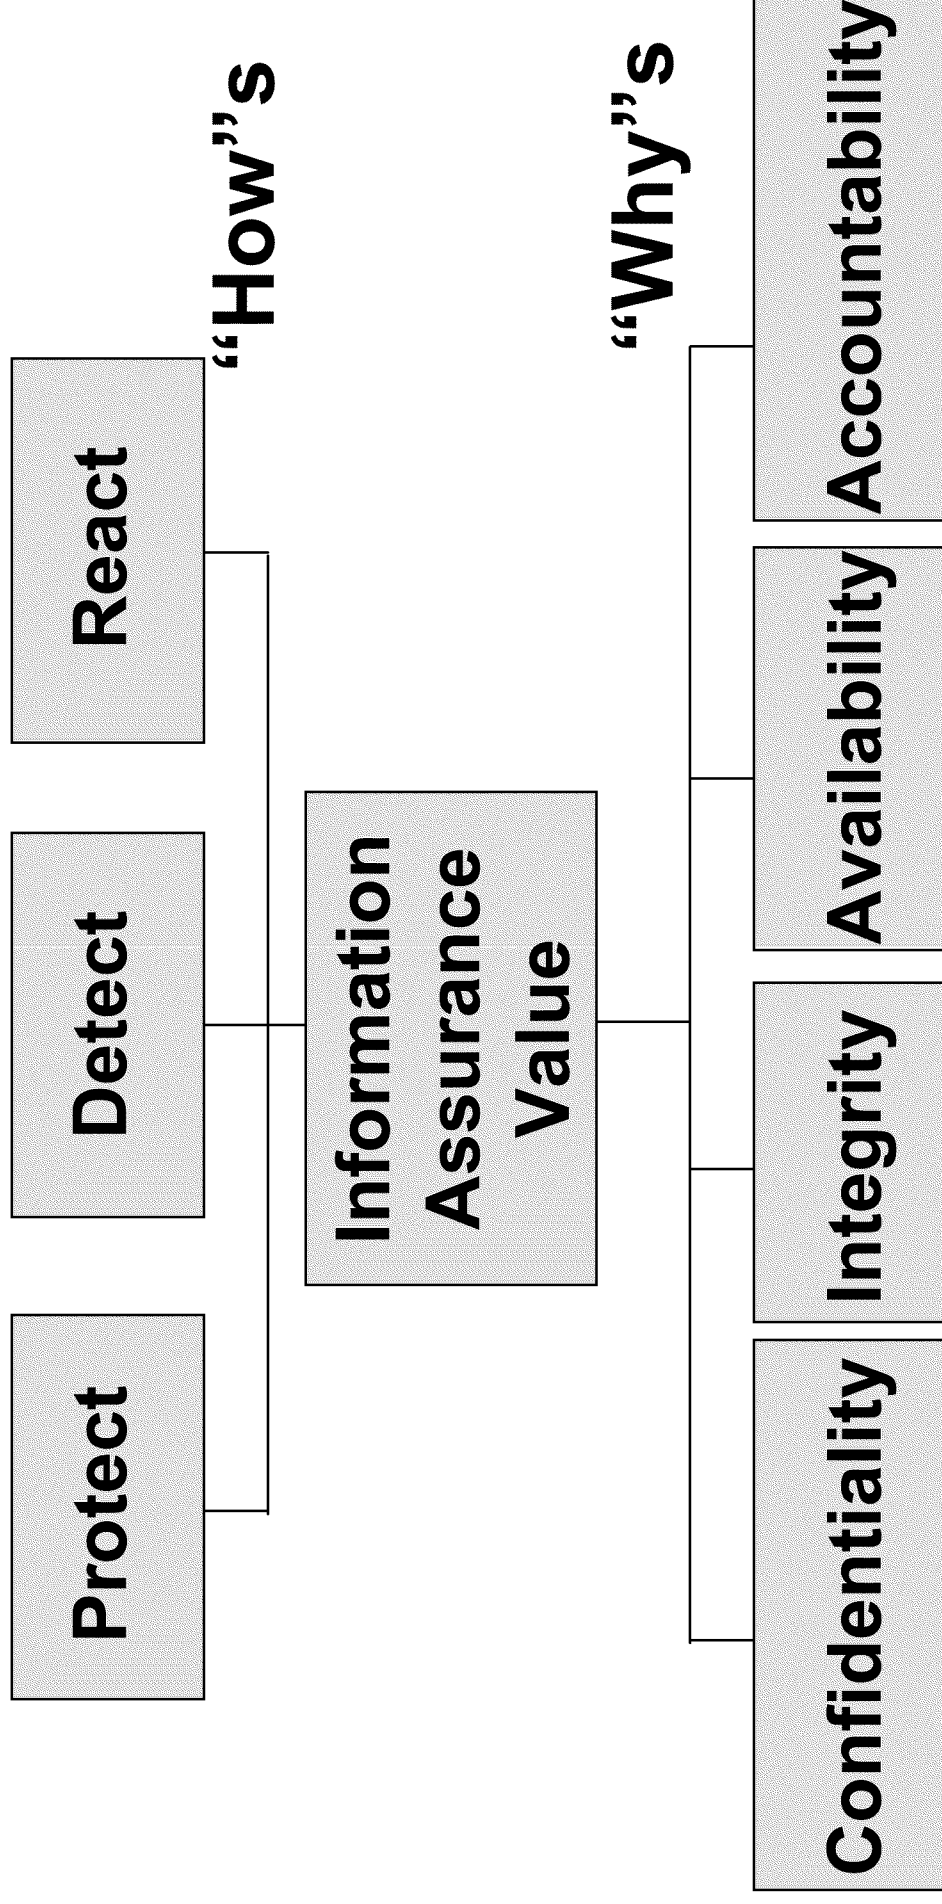 Protect
Detect
React
“How”s
Information
Assurance
Value
“Why”s
Confidentiality
Integrity
Availability
Accountability